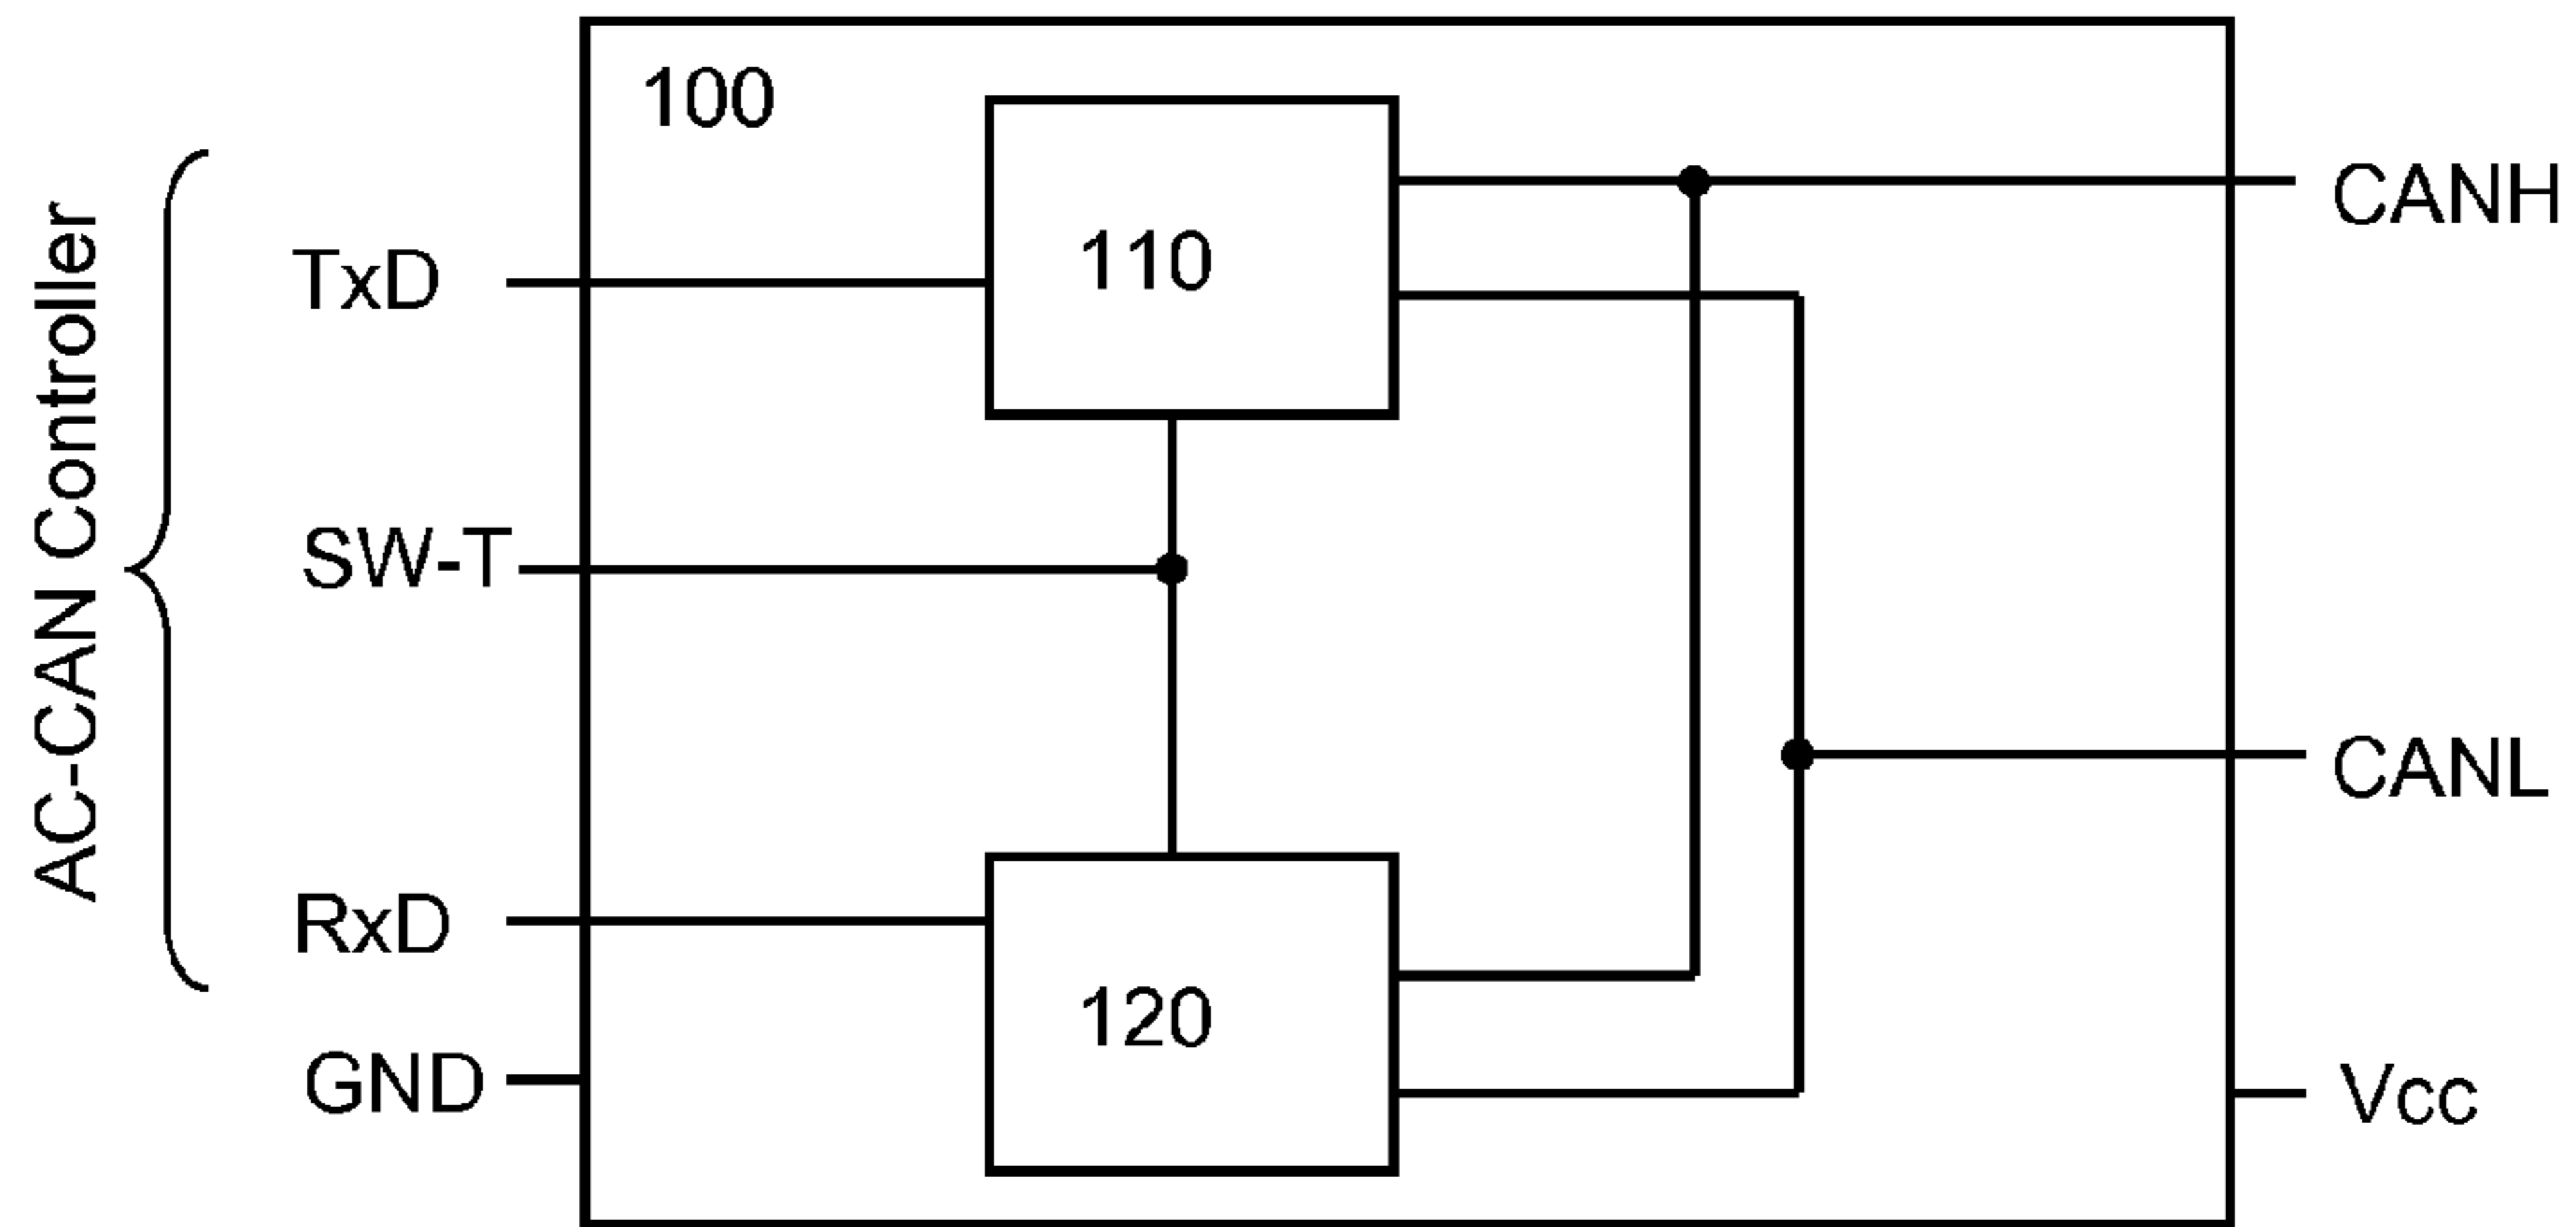 100
110
CANH
TxD
AC-CAN Controller
SW-T
CANL
RxD
120
GND
Vcc